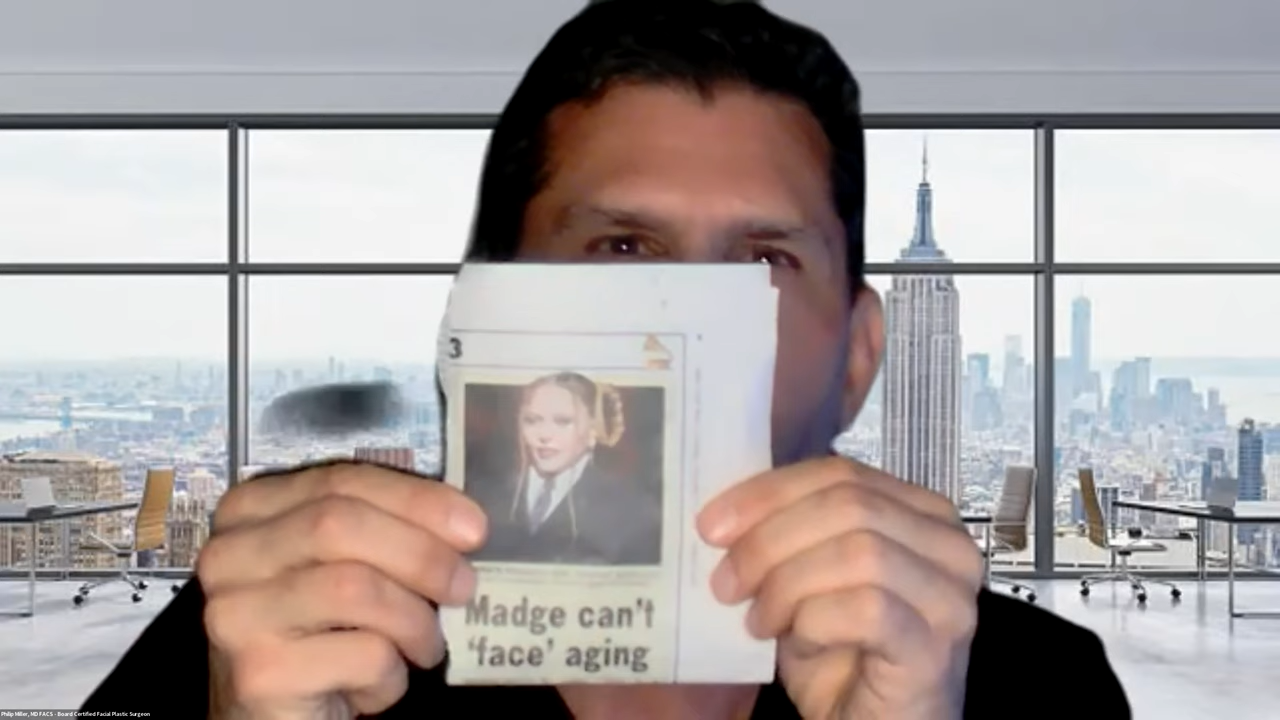 3
Madge can't
'face' aging
Philip Miller, MD FACS - Board Certified Facial Plastic Surgeon